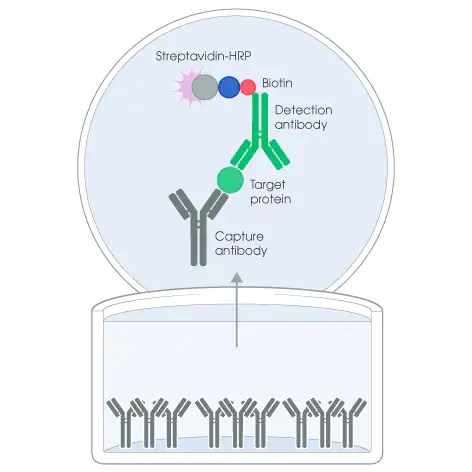 Streptavidin-HRP
Biotin
Detection
antibody
Target
protein
Capture
antibody